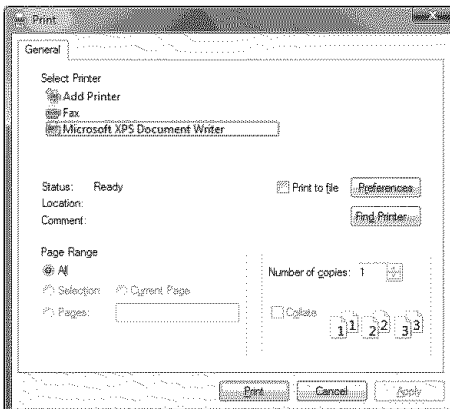 Print
General
Select Printer
Add Printer
Fax
Microsoft XPS Document Writer
Status: Ready
Location:
Comment:
Print to file
Preferences
Find Printer...
Page Range
All
Selection
Current Page
Pages:
Number of copies: 1
Collate
1 1 2 2 3 3
Print
Cancel
Apply